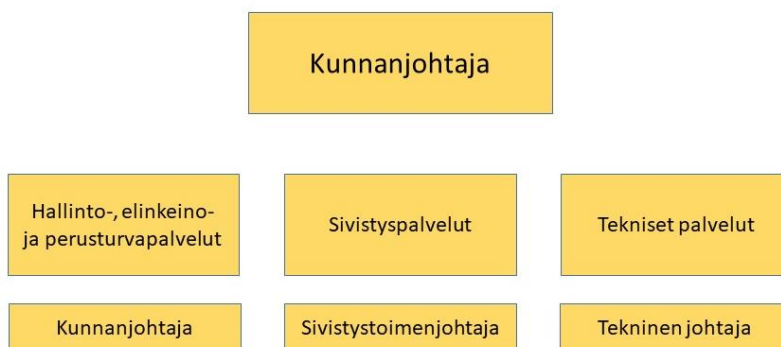 Kunnanjohtaja
Hallinto-, elinkeino-
ja perusturvapalvelut
Sivistyspalvelut
Tekniset palvelut
Kunnanjohtaja
Sivistystoimenjohtaja
Tekninen johtaja